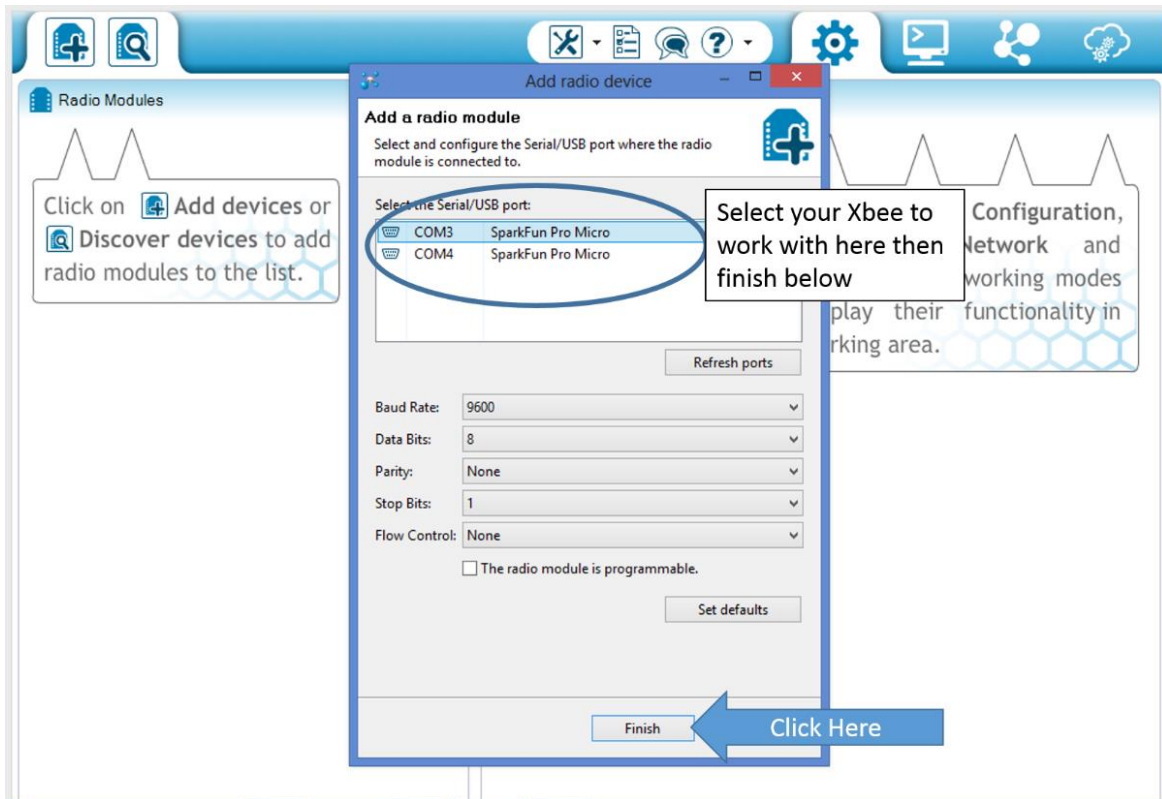 Add radio device
Radio Modules
Click on Add devices or
Discover devices to add
radio modules to the list.
Add a radio module
Select and configure the Serial/USB port where the radio
module is connected to.
Select the Serial/USB port:
COM3 SparkFun Pro Micro
COM4 SparkFun Pro Micro
Select your Xbee to
work with here then
finish below
Configuration,
Network and
working modes
play their functionality in
rking area.
Refresh ports
Baud Rate: 9600
Data Bits: 8
Parity: None
Stop Bits: 1
Flow Control: None
The radio module is programmable.
Set defaults
Finish
Click Here